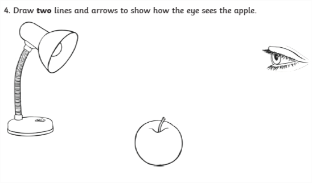 4. Draw two lines and arrows to show how the eye sees the apple.